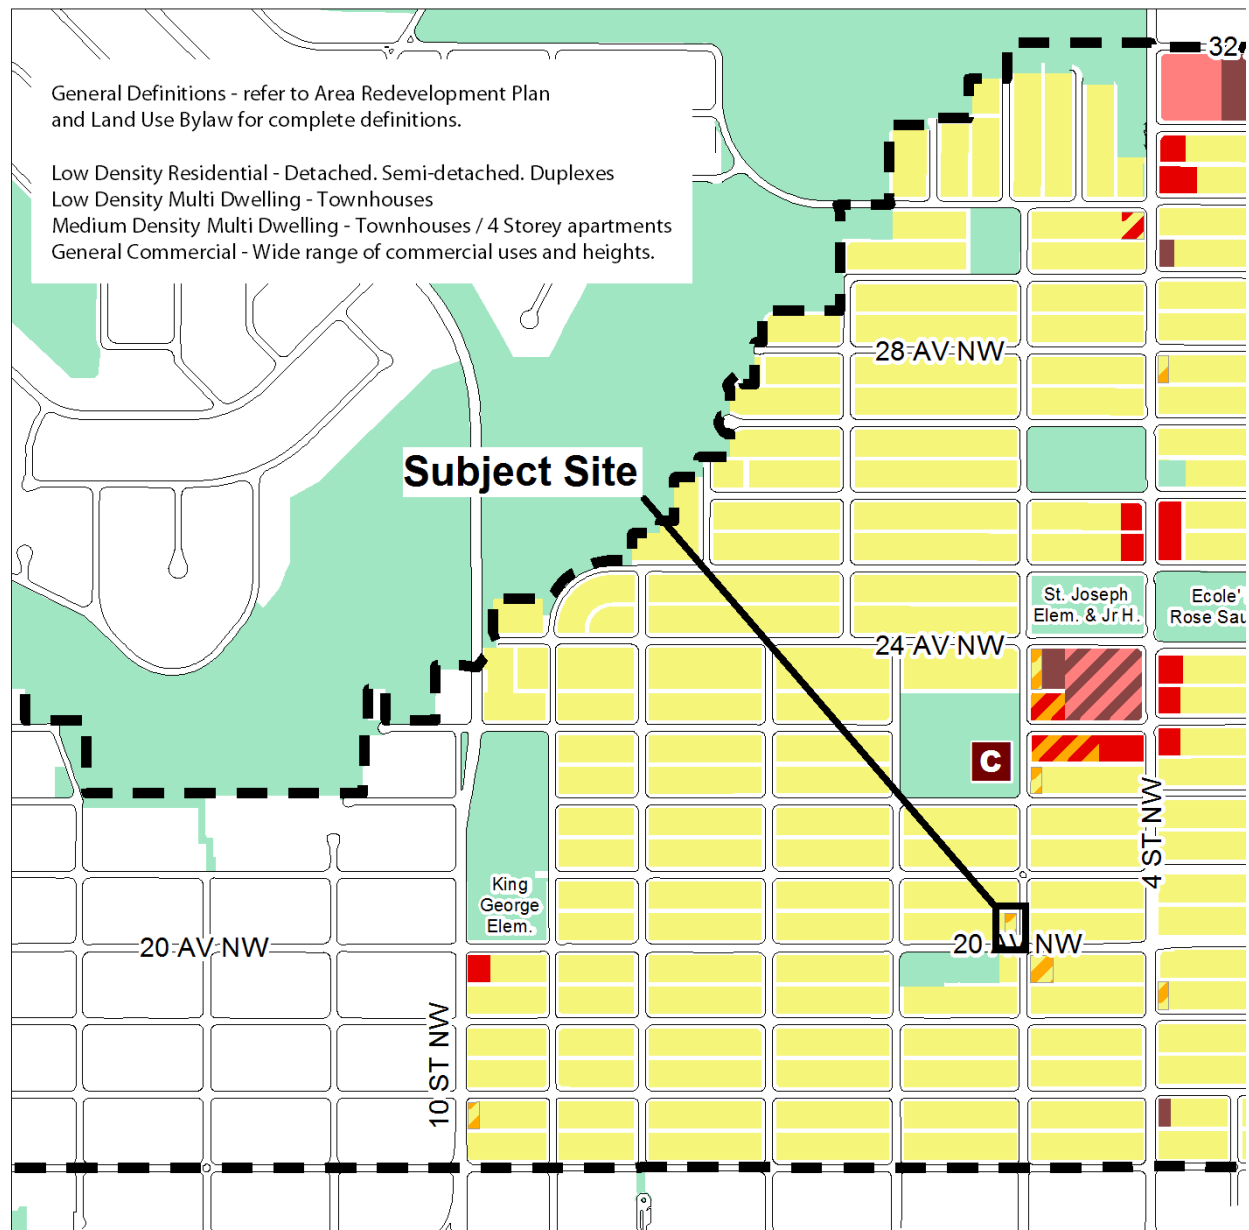 32
General Definitions - refer to Area Redevelopment Plan
and Land Use Bylaw for complete definitions.
Low Density Residential - Detached. Semi-detached. Duplexes
Low Density Multi Dwelling - Townhouses
Medium Density Multi Dwelling - Townhouses / 4 Storey apartments
General Commercial - Wide range of commercial uses and heights.
28 AV NW
Subject Site
St. Joseph
Elem. & Jr H.
Ecole'
Rose Sau
24 AV NW
C
4 ST NW
King
George
Elem.
20 AV NW
20 AV NW
10 ST NW